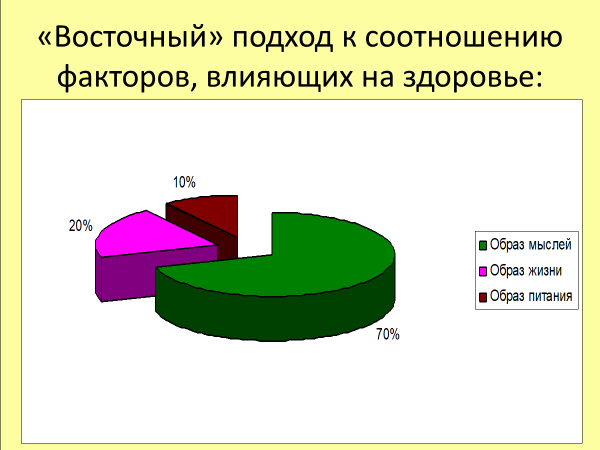 «Восточный» подход к соотношению
факторов, влияющих на здоровье:
10%
20%
70%
Образ мыслей
Образ жизни
Образ питания